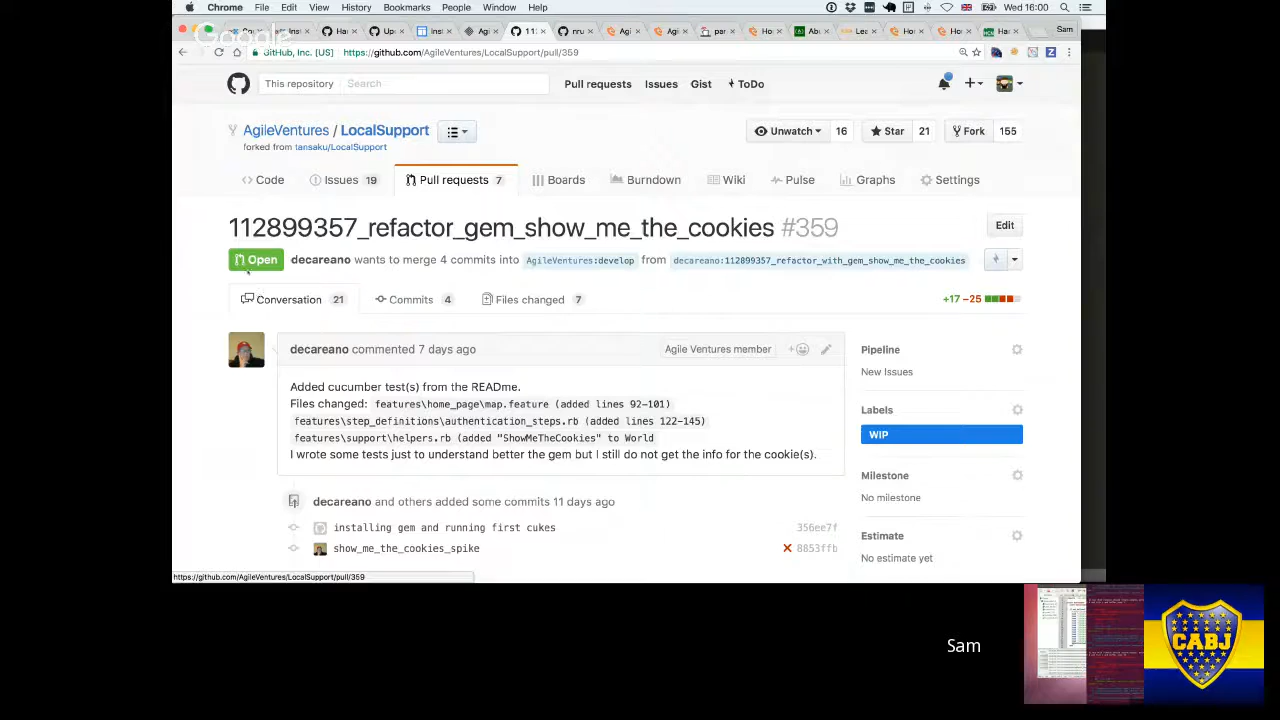 Chrome File Edit View History Bookmarks People Window Help
Wed 16:00
Google
Sam
GitHub, Inc. [US] https://github.com/AgileVentures/LocalSupport/pull/359
This repository Search
Pull requests Issues Gist ToDo
AgileVentures / LocalSupport
forked from tansaku/LocalSupport
Unwatch 16 Star 21 Fork 155
Code Issues 19 Pull requests 7 Boards Burndown Wiki Pulse Graphs Settings
112899357_refactor_gem_show_me_the_cookies #359
Edit
Open decareano wants to merge 4 commits into AgileVentures:develop from decareano:112899357_refactor_with_gem_show_me_the_cookies
Conversation 21 Commits 4 Files changed 7
+17 −25
decareano commented 7 days ago
Agile Ventures member
Added cucumber test(s) from the READme.
Files changed: features\home_page\map.feature (added lines 92-101)
features\step_definitions\authentication_steps.rb (added lines 122-145)
features\support\helpers.rb (added "ShowMeTheCookies" to World
I wrote some tests just to understand better the gem but I still do not get the info for the cookie(s).
Pipeline
New Issues
Labels
WIP
Milestone
No milestone
Estimate
No estimate yet
decareano and others added some commits 11 days ago
installing gem and running first cukes 356ee7f
show_me_the_cookies_spike 8853ffb
https://github.com/AgileVentures/LocalSupport/pull/359
Sam
CABJ